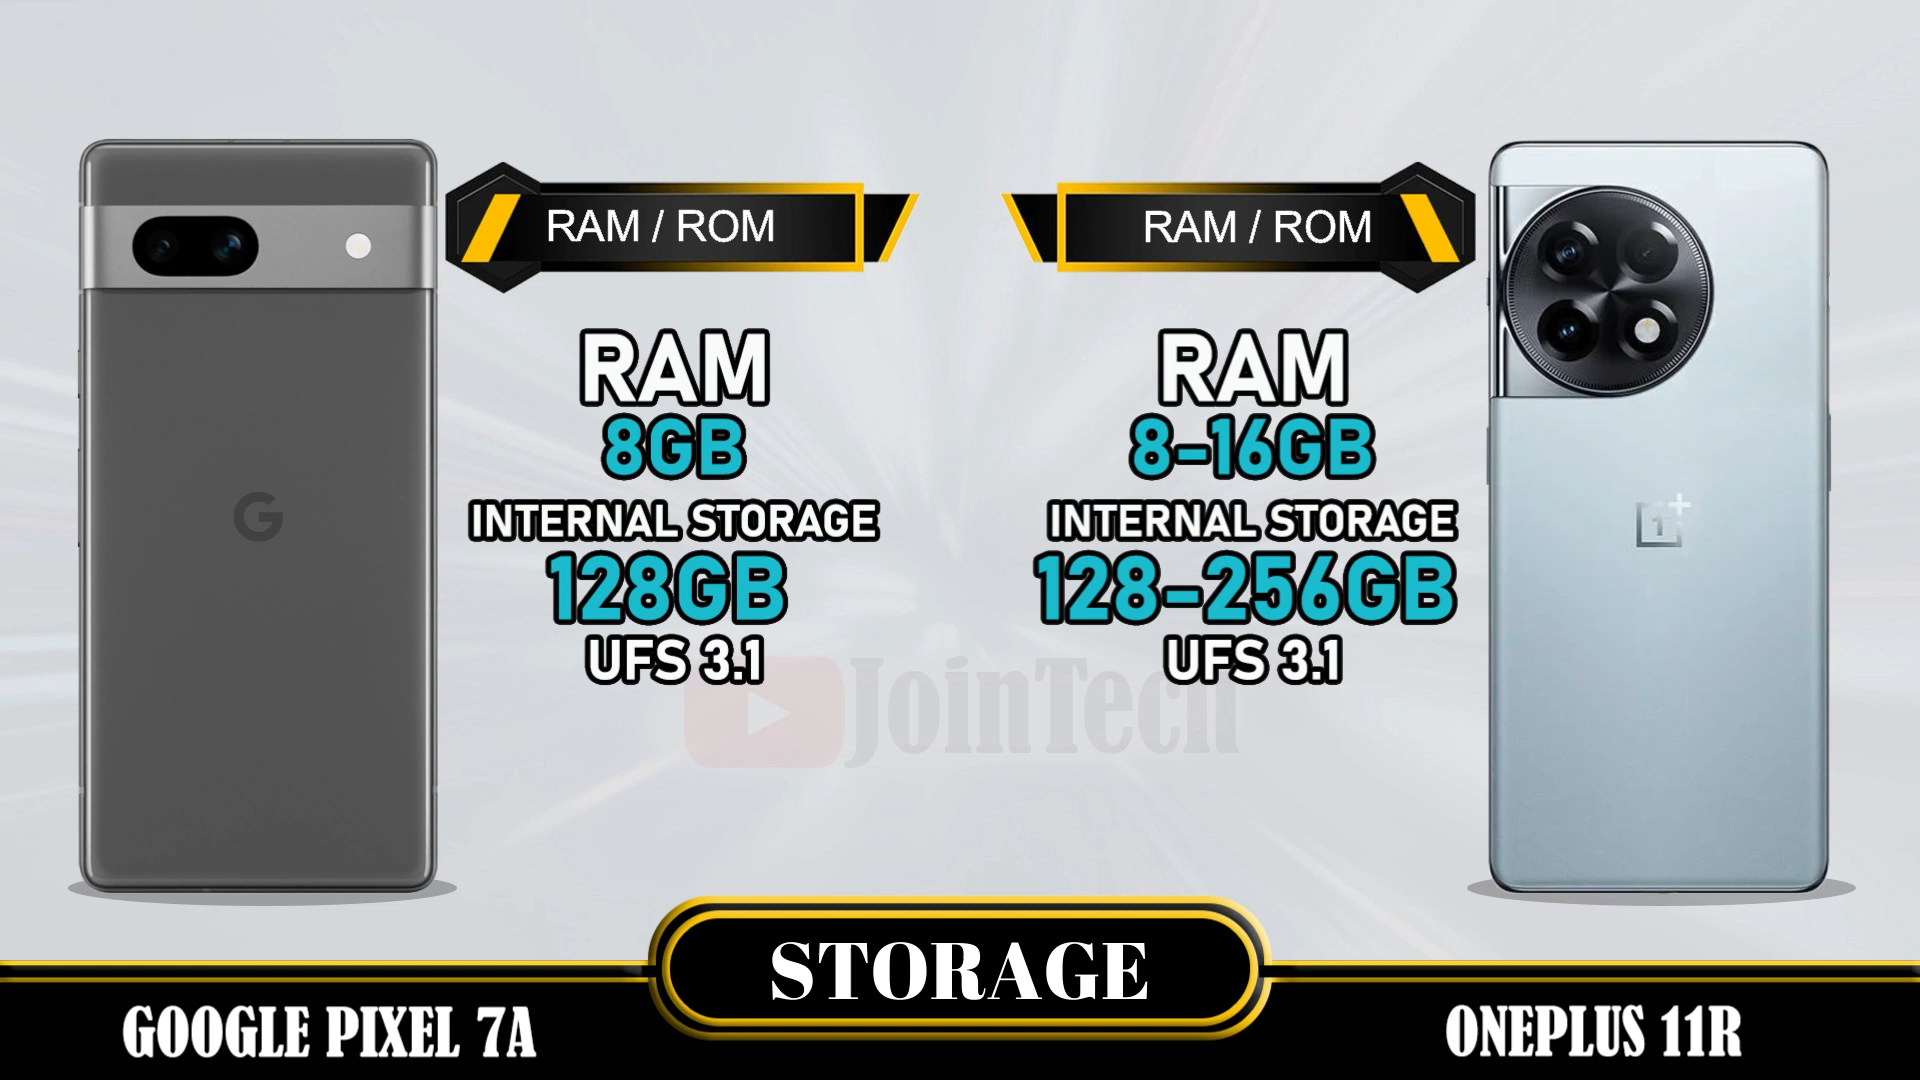 RAM / ROM
RAM
8GB
INTERNAL STORAGE
128GB
UFS 3.1
RAM / ROM
RAM
8-16GB
INTERNAL STORAGE
128-256GB
UFS 3.1
JoinTech
G
1+
STORAGE
GOOGLE PIXEL 7A
ONEPLUS 11R